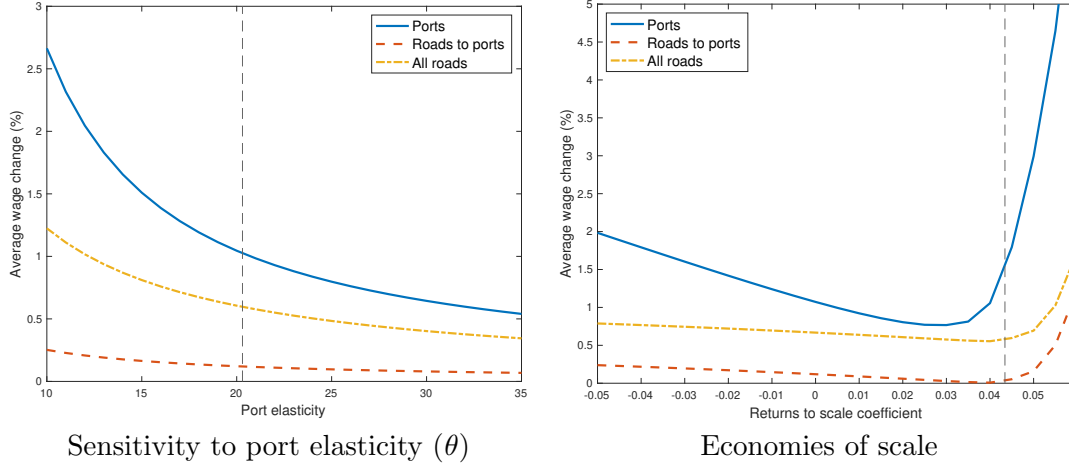 3
2.5
2
1.5
1
0.5
0
10
15
20
25
30
35
Average wage change (%)
Port elasticity
Ports
Roads to ports
All roads
Sensitivity to port elasticity (θ)
5
4.5
4
3.5
3
2.5
2
1.5
1
0.5
0
-0.05
-0.04
-0.03
-0.03
-0.01
0
0.01
0.02
0.03
0.04
0.05
Average wage change (%)
Returns to scale coefficient
Ports
Roads to ports
All roads
Economies of scale